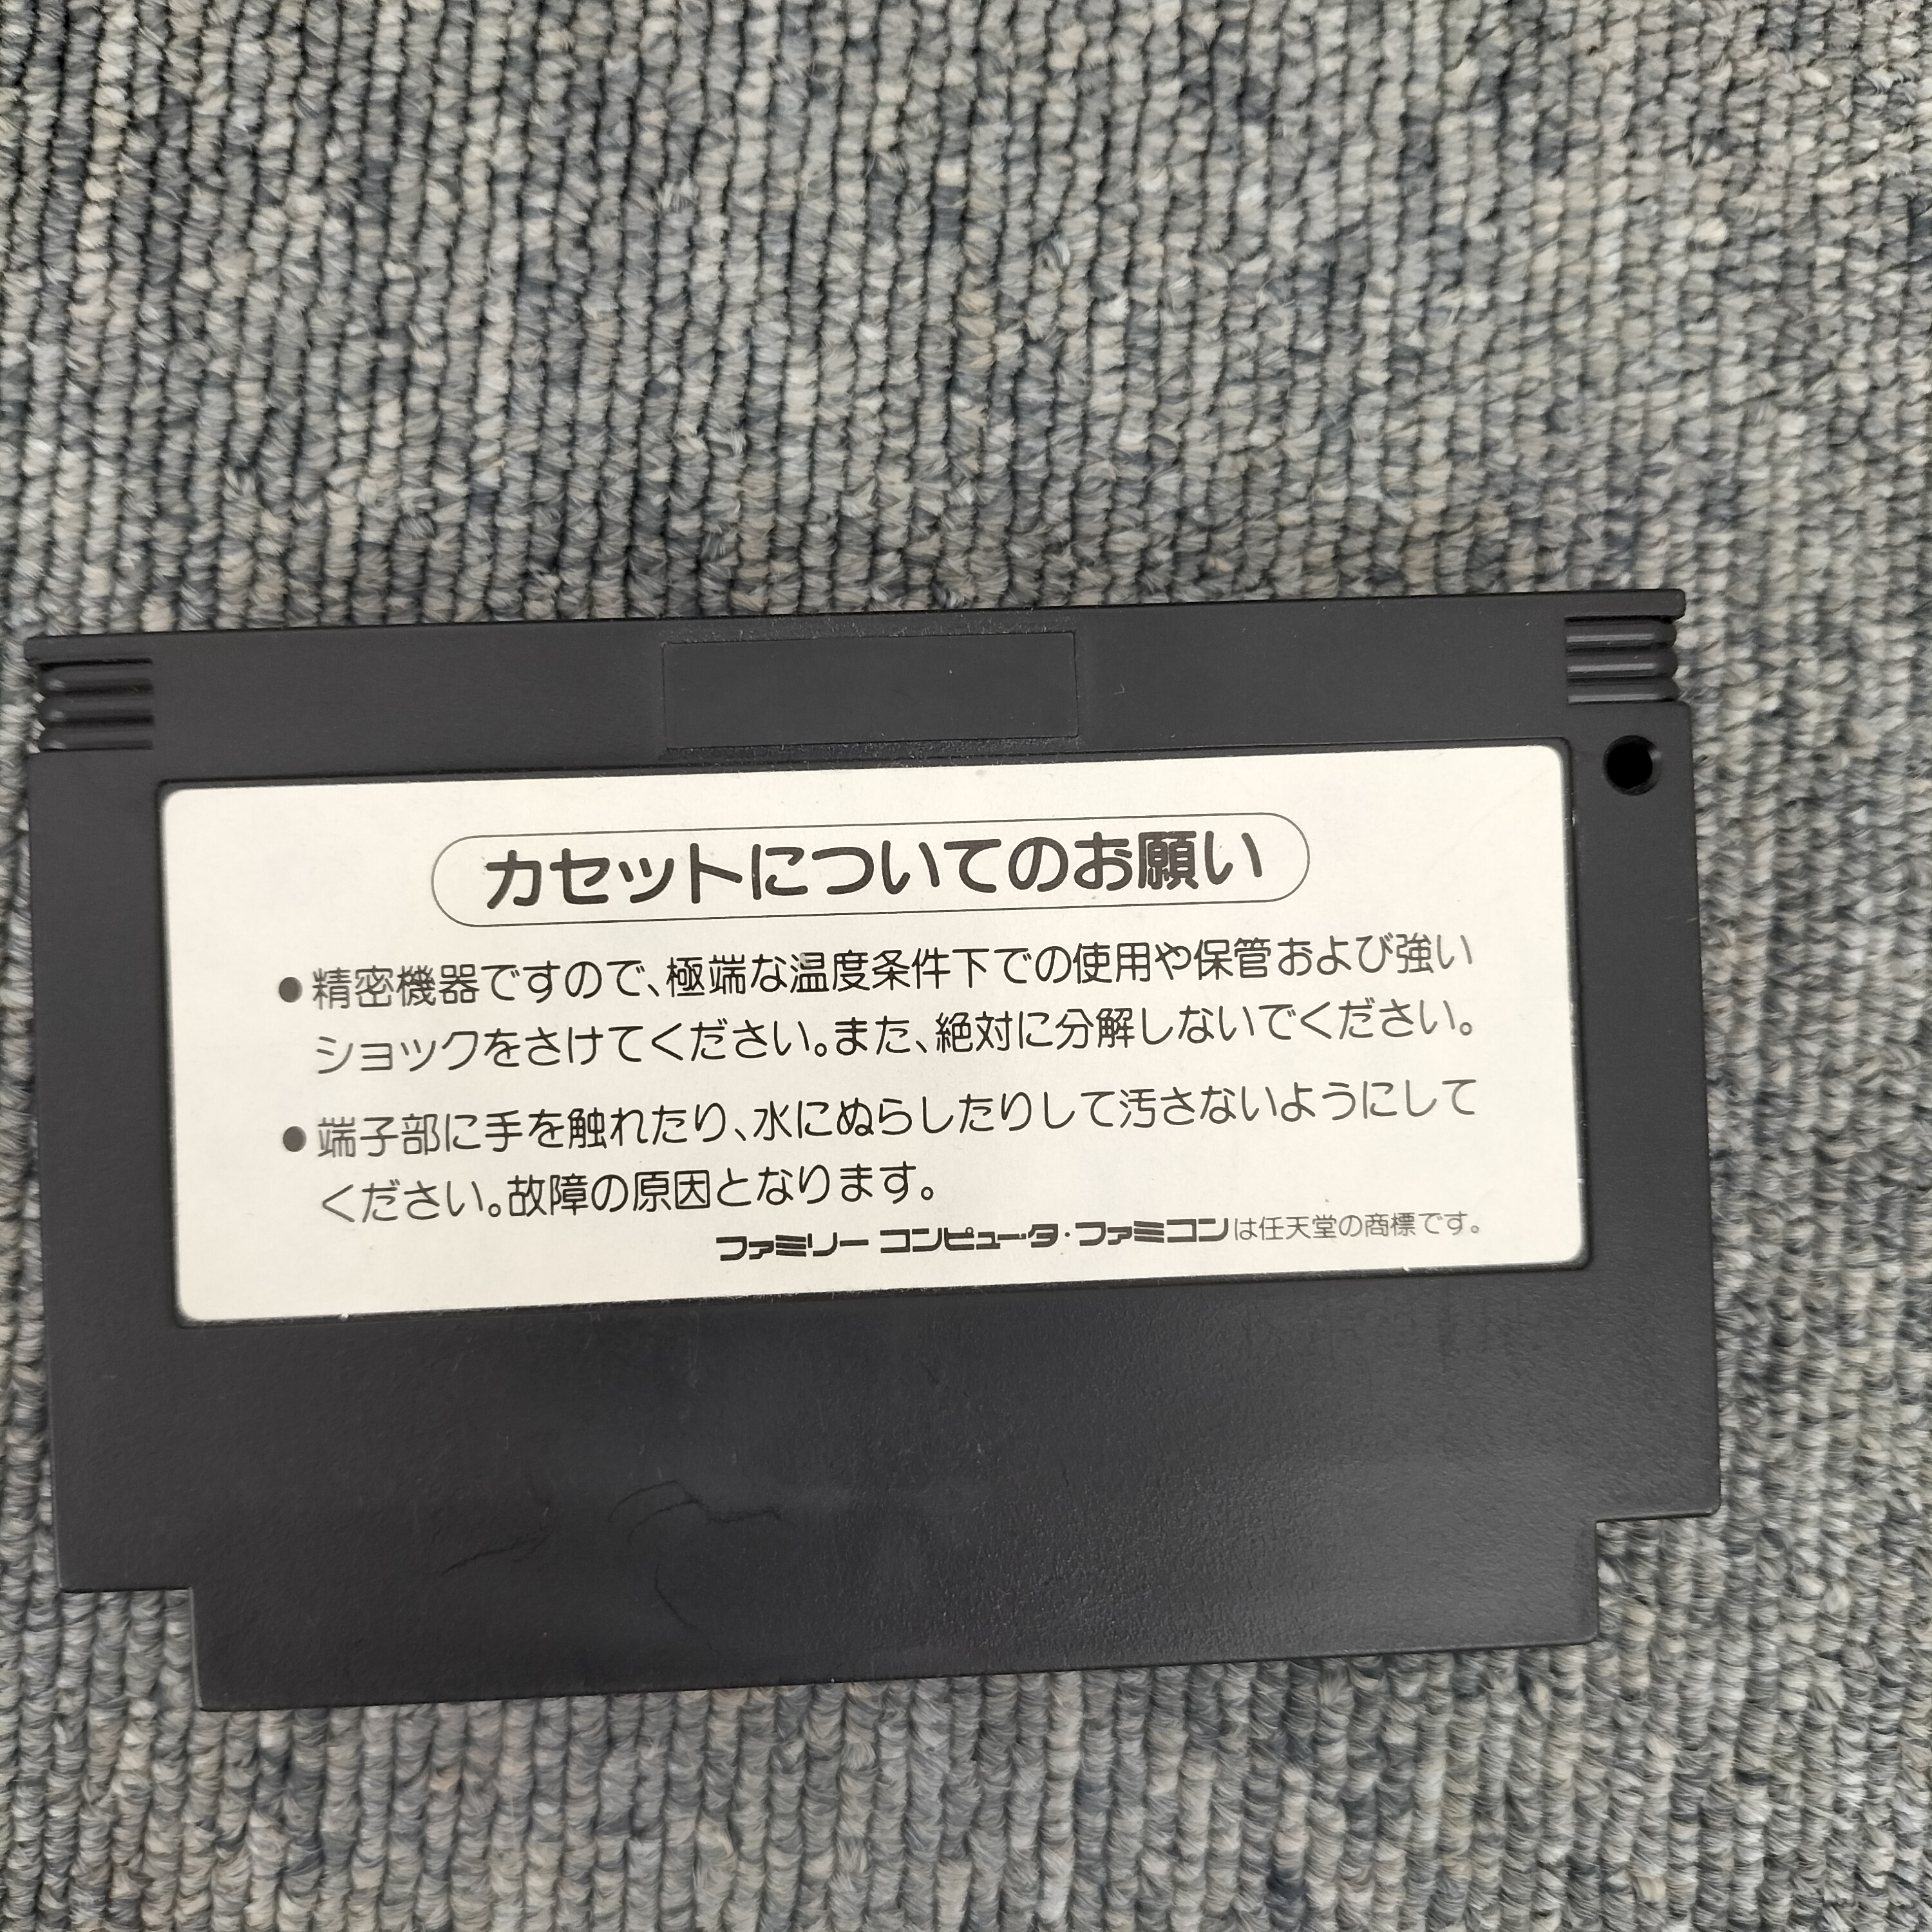 カセットについてのお願い
●精密機器ですので、極端な温度条件下での使用や保管および強い
ショックをさけてください。また、絶対に分解しないでください。
●端子部に手を触れたり、水にぬらしたりして汚さないようにして
ください。故障の原因となります。
ファミリー コンピュータ・ファミコンは任天堂の商標です。